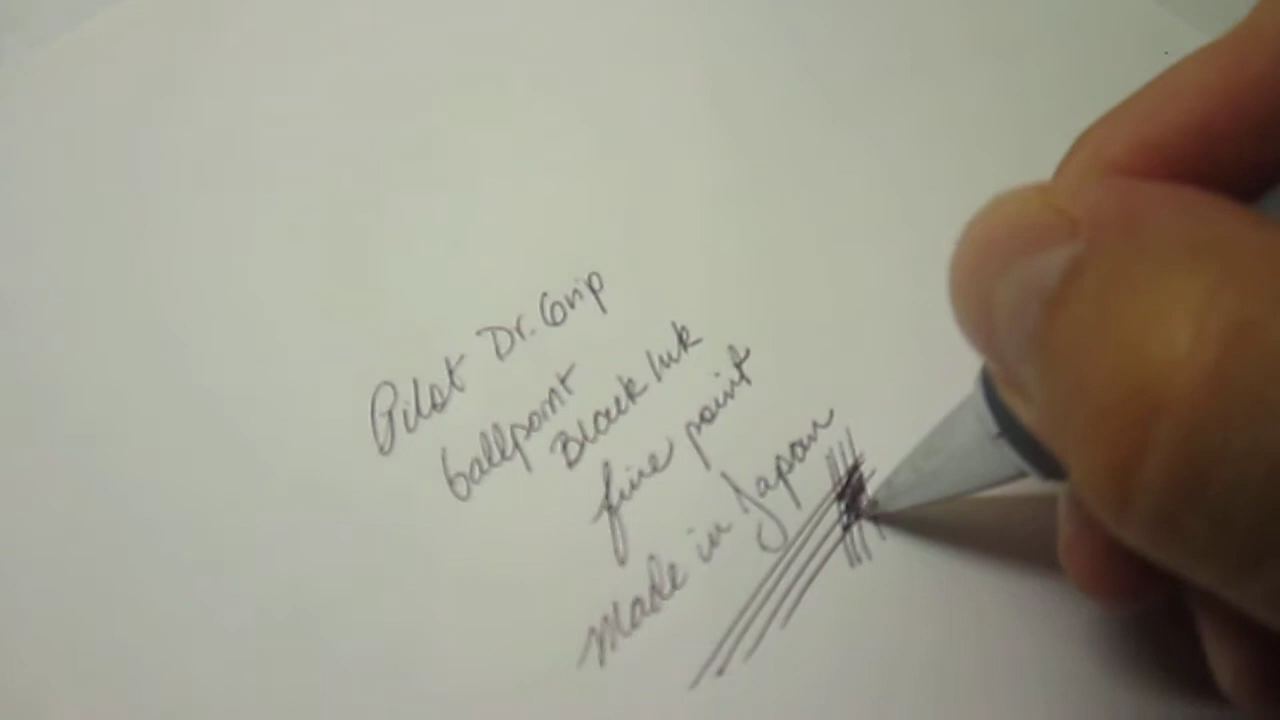 Pilot Dr. Grip
ballpoint
Black Ink
fine point
made in Japan